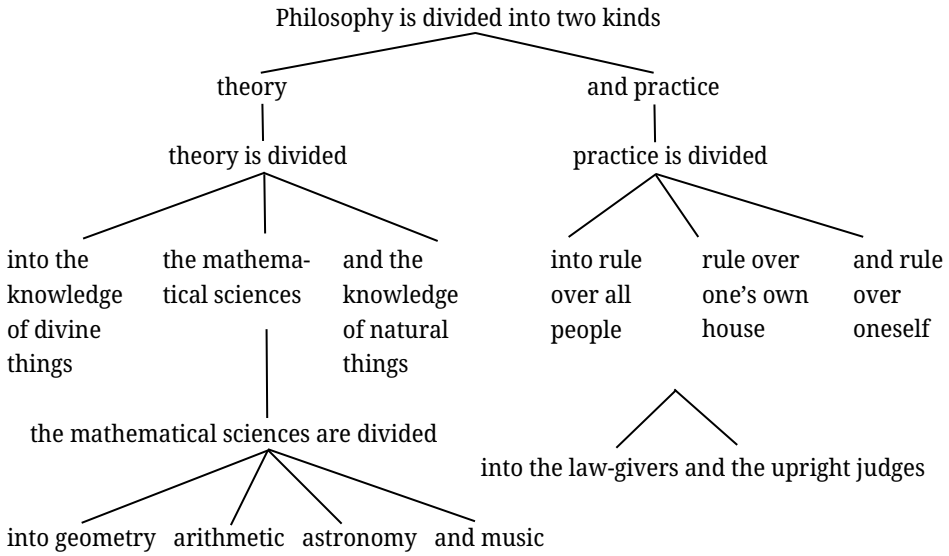 Philosophy is divided into two kinds
theory
and practice
theory is divided
practice is divided
into the
knowledge
of divine
things
the mathema-
tical sciences
and the
knowledge
of natural
things
into rule
over all
people
rule over
one’s own
house
and rule
over
oneself
the mathematical sciences are divided
into the law-givers and the upright judges
into geometry
arithmetic
astronomy
and music